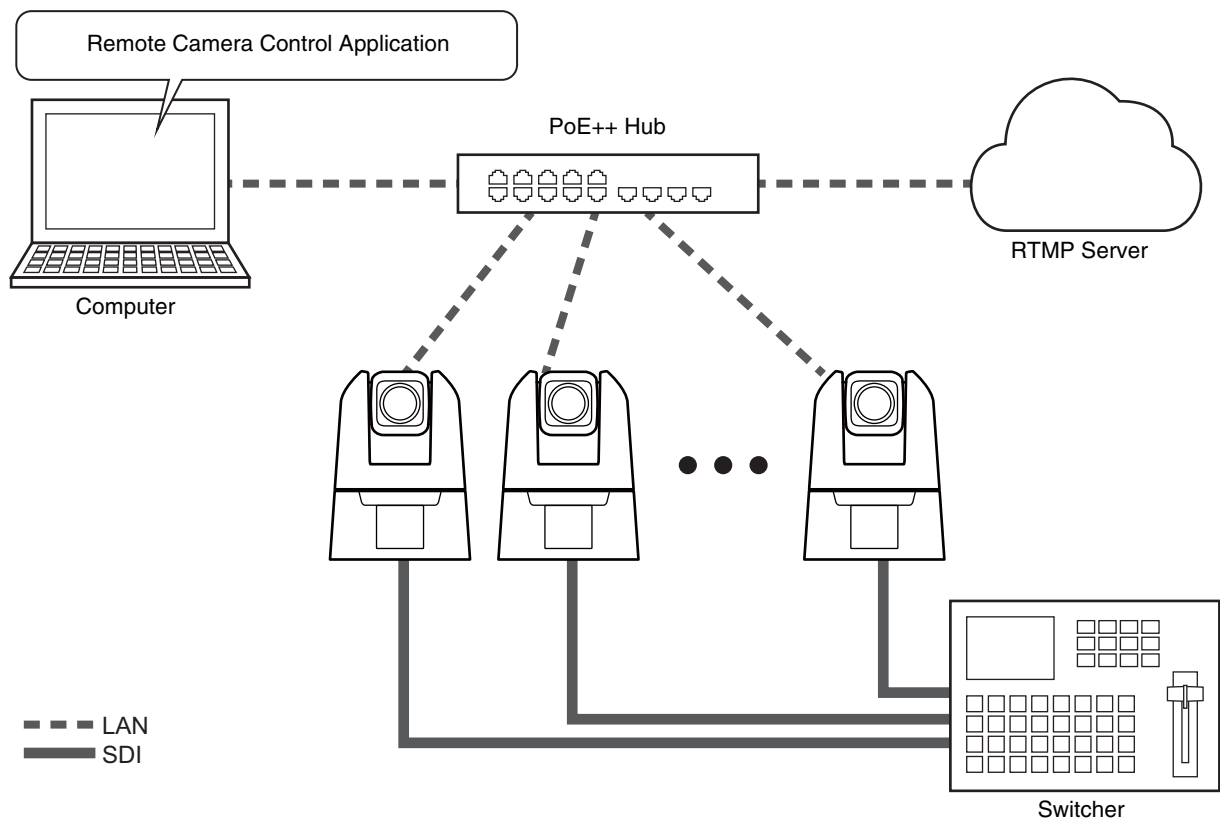 Remote Camera Control Application
PoE++ Hub
RTMP Server
Computer
LAN
SDI
Switcher